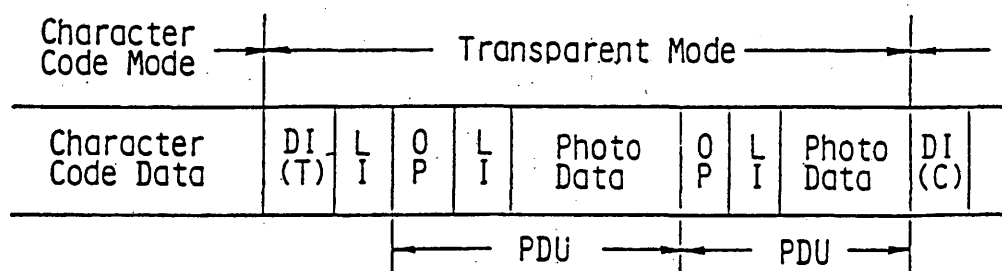 Character
Code Mode
Transparent Mode
Character
Code Data
DI
(T)
L
I
O
P
L
I
Photo
Data
O
P
L
I
Photo
Data
DI
(C)
PDU
PDU